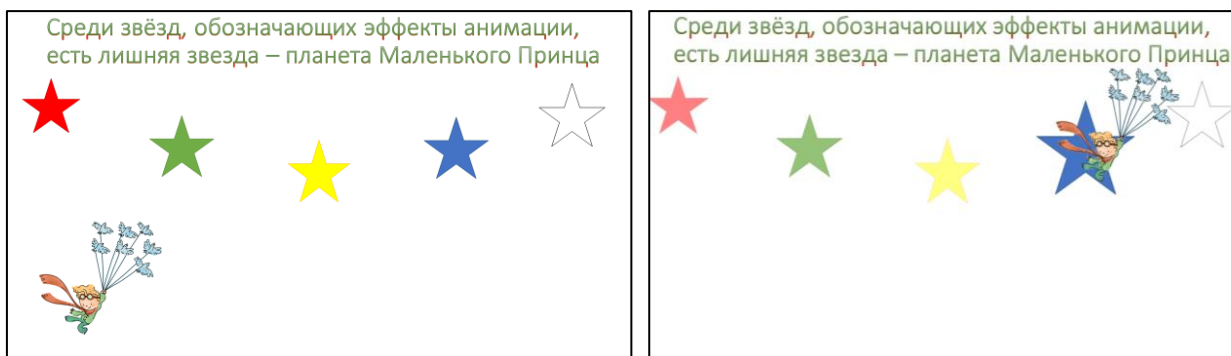 Среди звёзд, обозначающих эффекты анимации,
есть лишняя звезда – планета Маленького Принца
Среди звёзд, обозначающих эффекты анимации,
есть лишняя звезда – планета Маленького Принца